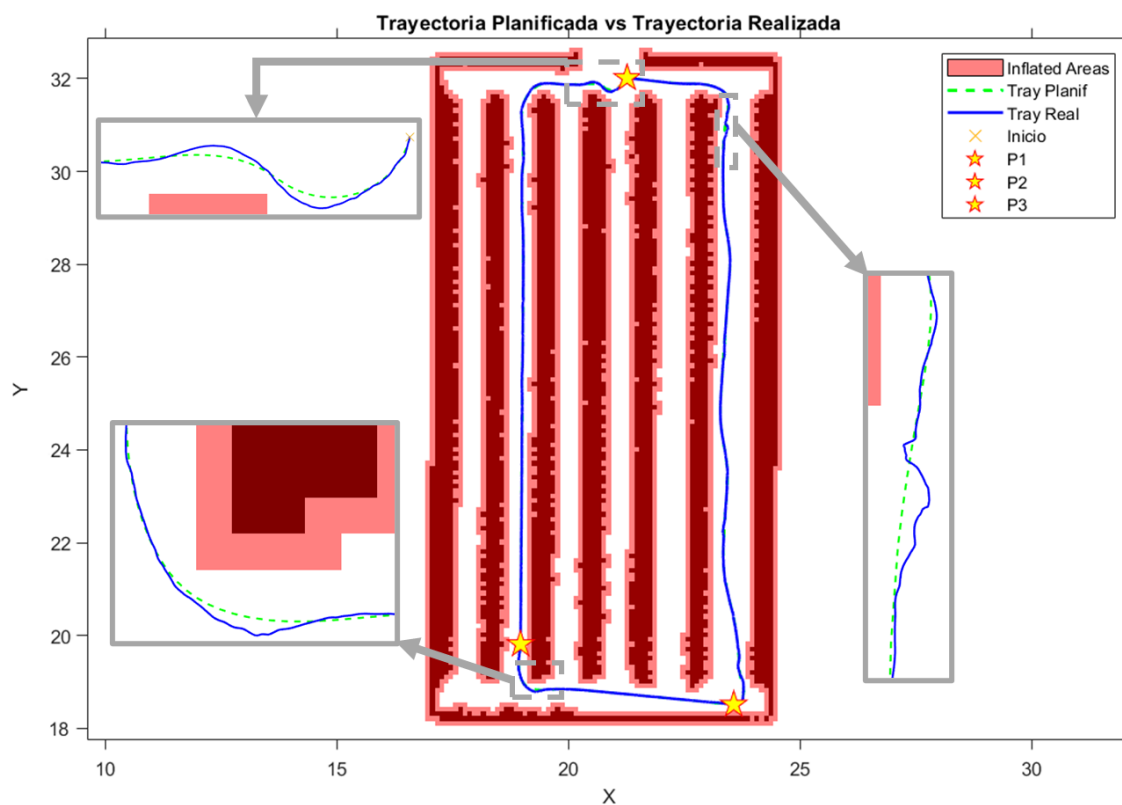 Trayectoria Planificada vs Trayectoria Realizada
Inflated Areas
Tray Planif
Tray Real
Inicio
P1
P2
P3
Y
32
30
28
26
24
22
20
18
10
15
20
25
30
X